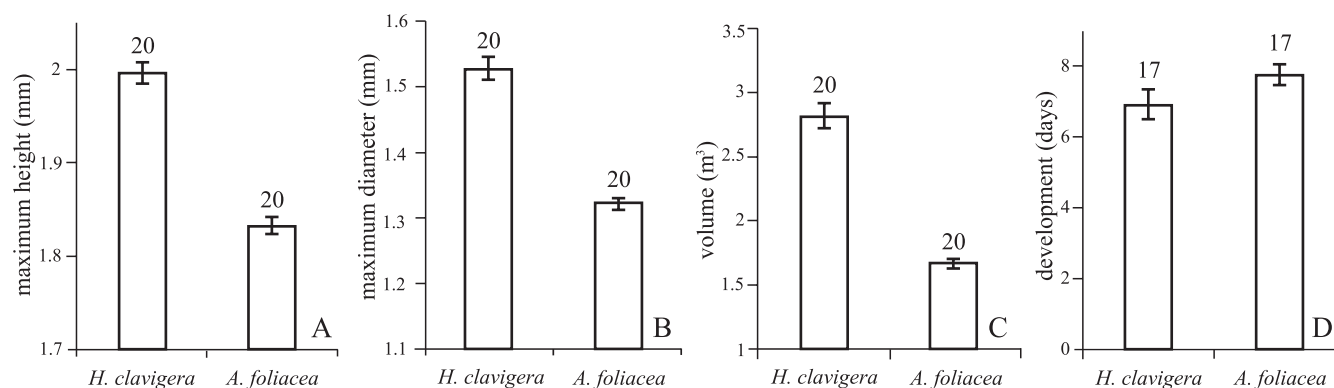 maximum height (mm)
2
1.9
1.8
1.7
20
20
A
H. clavigera
A. foliacea
maximum diameter (mm)
1.6
1.5
1.4
1.3
1.2
1.1
20
20
B
H. clavigera
A. foliacea
volume (m³)
3.5
3
2.5
2
1.5
1
20
20
C
H. clavigera
A. foliacea
development (days)
8
6
4
2
0
17
17
D
H. clavigera
A. foliacea